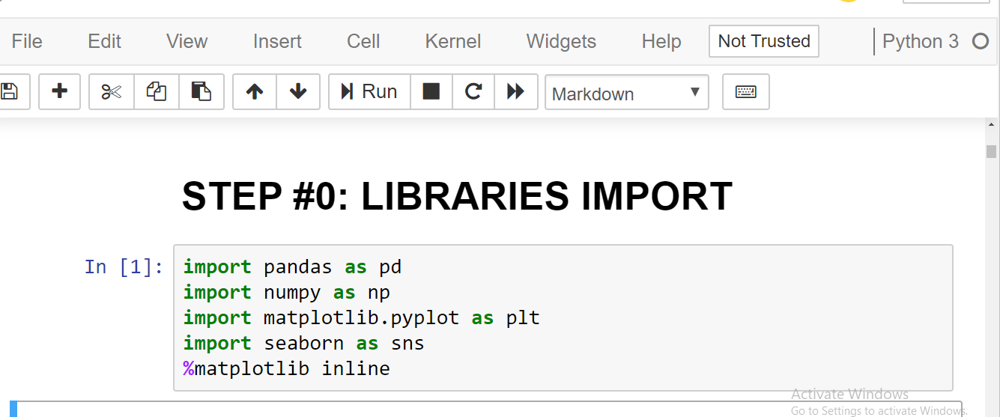 File Edit View Insert Cell Kernel Widgets Help Not Trusted Python 3
Run Markdown
STEP #0: LIBRARIES IMPORT
In [1]: import pandas as pd
import numpy as np
import matplotlib.pyplot as plt
import seaborn as sns
%matplotlib inline
Activate Windows
Go to Settings to activate Windows.